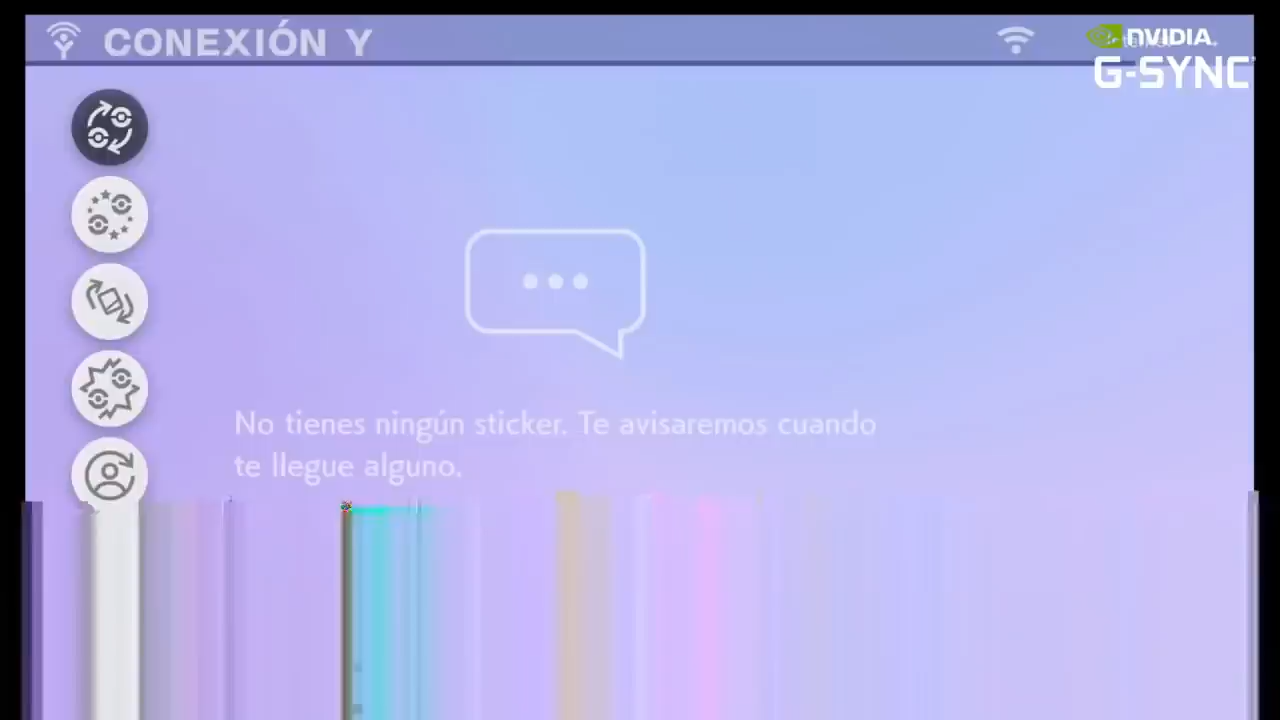 CONEXIÓN Y
NVIDIA.
G-SYNC
No tienes ningún sticker. Te avisaremos cuando
te llegue alguno.